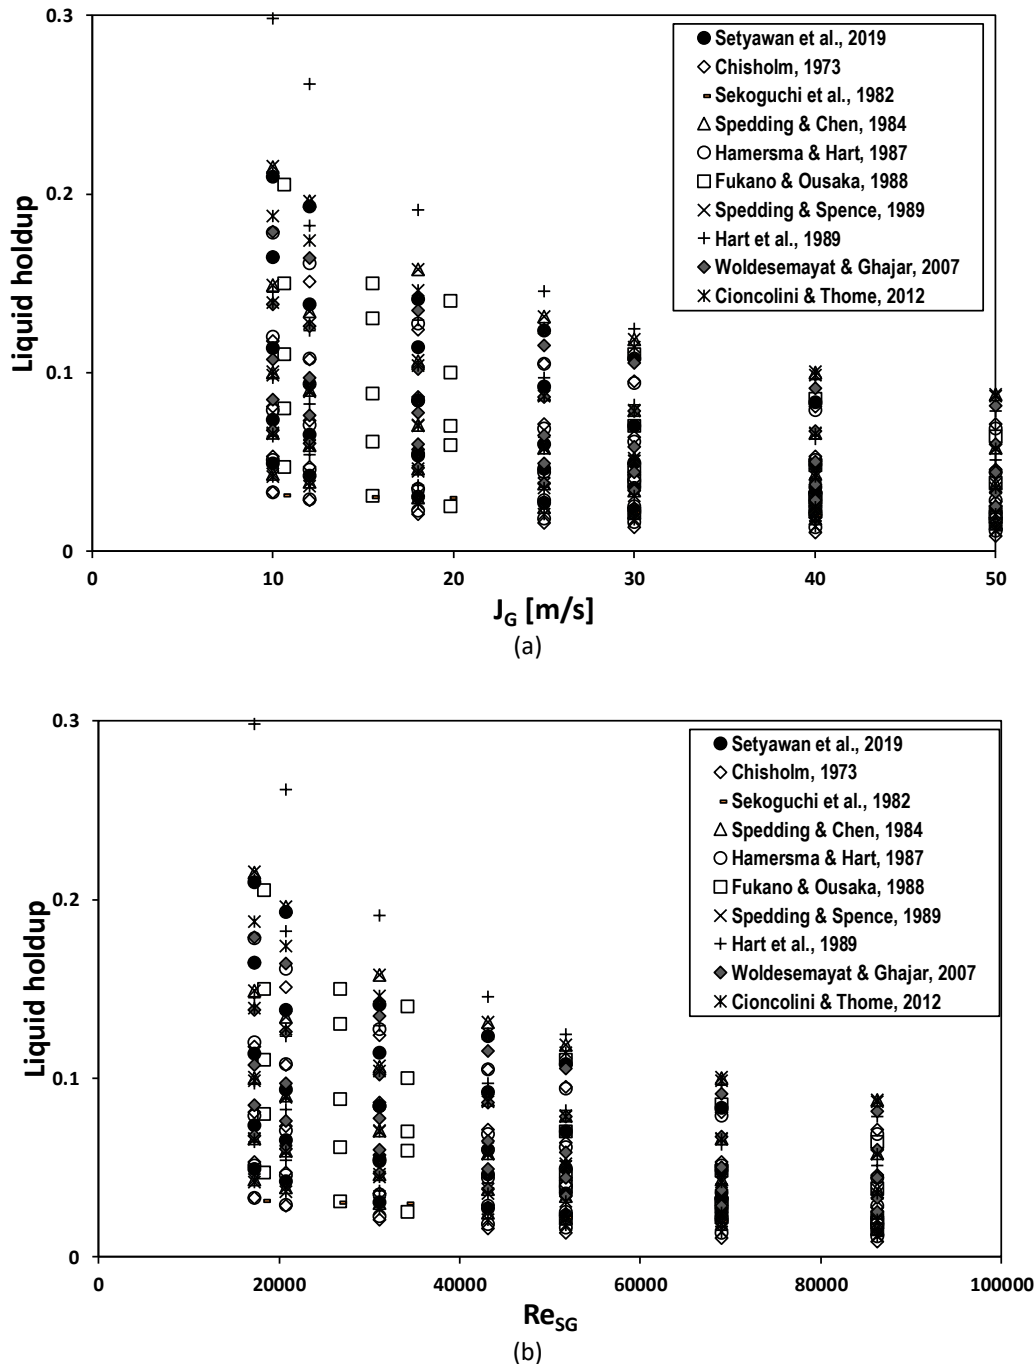 0.3
0.2
0.1
0
Liquid holdup
Setyawan et al., 2019
Chisholm, 1973
Sekoguchi et al., 1982
Spedding & Chen, 1984
Hamersma & Hart, 1987
Fukano & Ousaka, 1988
Spedding & Spence, 1989
Hart et al., 1989
Woldesemayat & Ghajar, 2007
Cioncolini & Thome, 2012
0 10 20 30 40 50
J_G [m/s]
(a)
0.3
0.2
0.1
0
Liquid holdup
Setyawan et al., 2019
Chisholm, 1973
Sekoguchi et al., 1982
Spedding & Chen, 1984
Hamersma & Hart, 1987
Fukano & Ousaka, 1988
Spedding & Spence, 1989
Hart et al., 1989
Woldesemayat & Ghajar, 2007
Cioncolini & Thome, 2012
0 20000 40000 60000 80000 100000
Re_SG
(b)